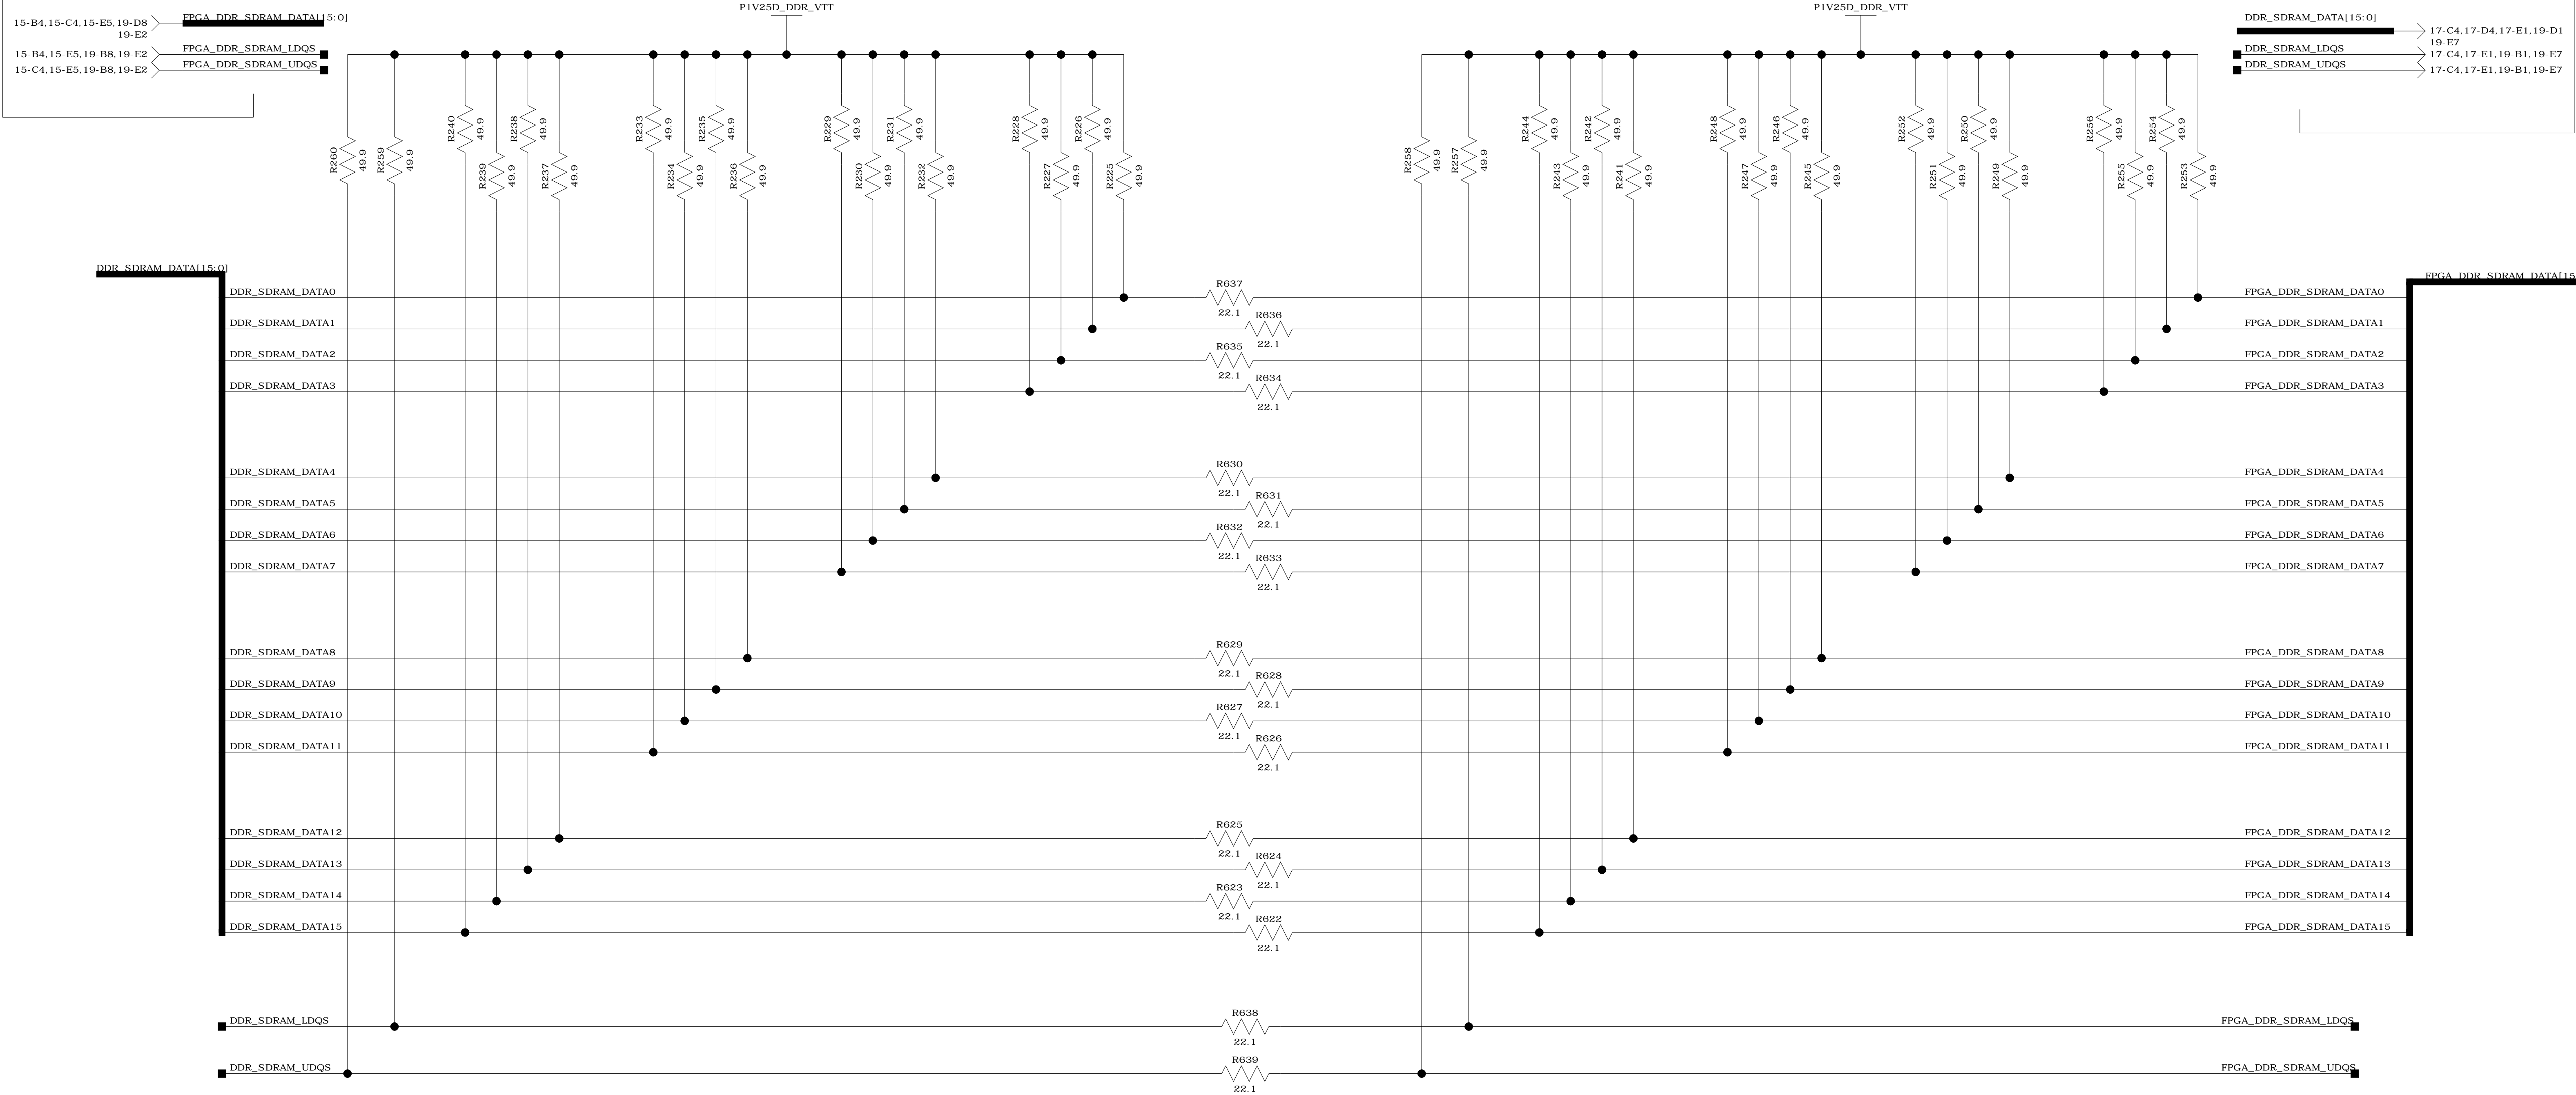 P1V25D_DDR_VTT
P1V25D_DDR_VTT
15-B4,15-C4,15-E5,19-D8
19-E2
FPGA_DDR_SDRAM_DATA[15:0]
15-B4,15-E5,19-B8,19-E2
FPGA_DDR_SDRAM_LDQS
15-C4,15-E5,19-B8,19-E2
FPGA_DDR_SDRAM_UDQS
DDR_SDRAM_DATA[15:0]
17-C4,17-D4,17-E1,19-D1
19-E7
DDR_SDRAM_LDQS
17-C4,17-E1,19-B1,19-E7
DDR_SDRAM_UDQS
17-C4,17-E1,19-B1,19-E7
R260
49.9
R259
49.9
R240
49.9
R239
49.9
R238
49.9
R237
49.9
R233
49.9
R234
49.9
R235
49.9
R236
49.9
R229
49.9
R230
49.9
R231
49.9
R232
49.9
R228
49.9
R227
49.9
R226
49.9
R225
49.9
R258
49.9
R257
49.9
R244
49.9
R243
49.9
R242
49.9
R241
49.9
R248
49.9
R247
49.9
R246
49.9
R245
49.9
R252
49.9
R251
49.9
R250
49.9
R249
49.9
R256
49.9
R255
49.9
R254
49.9
R253
49.9
DDR_SDRAM_DATA[15:0]
FPGA_DDR_SDRAM_DATA[15
DDR_SDRAM_DATA0
R637
22.1
FPGA_DDR_SDRAM_DATA0
DDR_SDRAM_DATA1
R636
22.1
FPGA_DDR_SDRAM_DATA1
DDR_SDRAM_DATA2
R635
22.1
FPGA_DDR_SDRAM_DATA2
DDR_SDRAM_DATA3
R634
22.1
FPGA_DDR_SDRAM_DATA3
DDR_SDRAM_DATA4
R630
22.1
FPGA_DDR_SDRAM_DATA4
DDR_SDRAM_DATA5
R631
22.1
FPGA_DDR_SDRAM_DATA5
DDR_SDRAM_DATA6
R632
22.1
FPGA_DDR_SDRAM_DATA6
DDR_SDRAM_DATA7
R633
22.1
FPGA_DDR_SDRAM_DATA7
DDR_SDRAM_DATA8
R629
22.1
FPGA_DDR_SDRAM_DATA8
DDR_SDRAM_DATA9
R628
22.1
FPGA_DDR_SDRAM_DATA9
DDR_SDRAM_DATA10
R627
22.1
FPGA_DDR_SDRAM_DATA10
DDR_SDRAM_DATA11
R626
22.1
FPGA_DDR_SDRAM_DATA11
DDR_SDRAM_DATA12
R625
22.1
FPGA_DDR_SDRAM_DATA12
DDR_SDRAM_DATA13
R624
22.1
FPGA_DDR_SDRAM_DATA13
DDR_SDRAM_DATA14
R623
22.1
FPGA_DDR_SDRAM_DATA14
DDR_SDRAM_DATA15
R622
22.1
FPGA_DDR_SDRAM_DATA15
DDR_SDRAM_LDQS
R638
22.1
FPGA_DDR_SDRAM_LDQS
DDR_SDRAM_UDQS
R639
22.1
FPGA_DDR_SDRAM_UDQS